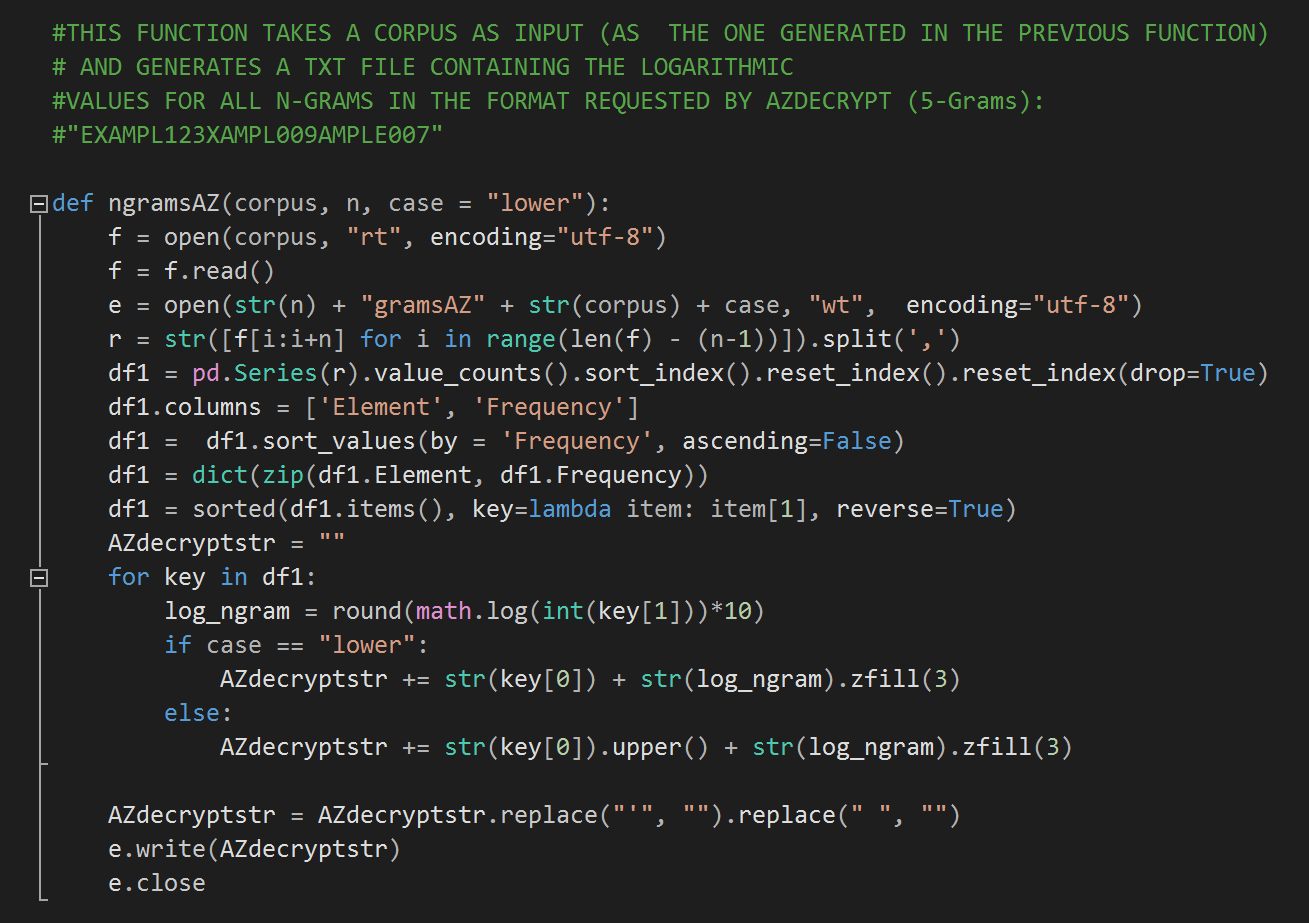 #THIS FUNCTION TAKES A CORPUS AS INPUT (AS  THE ONE GENERATED IN THE PREVIOUS FUNCTION)
# AND GENERATES A TXT FILE CONTAINING THE LOGARITHMIC
#VALUES FOR ALL N-GRAMS IN THE FORMAT REQUESTED BY AZDECRYPT (5-Grams):
#"EXAMPL123XAMPL009AMPLE007"

def ngramsAZ(corpus, n, case = "lower"):
    f = open(corpus, "rt", encoding="utf-8")
    f = f.read()
    e = open(str(n) + "gramsAZ" + str(corpus) + case, "wt",  encoding="utf-8")
    r = str([f[i:i+n] for i in range(len(f) - (n-1))]).split(',')
    df1 = pd.Series(r).value_counts().sort_index().reset_index().reset_index(drop=True)
    df1.columns = ['Element', 'Frequency']
    df1 =  df1.sort_values(by = 'Frequency', ascending=False)
    df1 = dict(zip(df1.Element, df1.Frequency))
    df1 = sorted(df1.items(), key=lambda item: item[1], reverse=True)
    AZdecryptstr = ""
    for key in df1:
        log_ngram = round(math.log(int(key[1]))*10)
        if case == "lower":
            AZdecryptstr += str(key[0]) + str(log_ngram).zfill(3)
        else:
            AZdecryptstr += str(key[0]).upper() + str(log_ngram).zfill(3)

    AZdecryptstr = AZdecryptstr.replace("'", "").replace(" ", "")
    e.write(AZdecryptstr)
    e.close